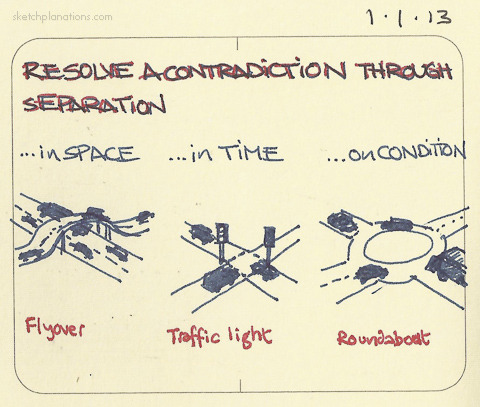 sketchplanations.com
1.1.13
RESOLVE A CONTRADICTION THROUGH
SEPARATION
...in SPACE ...in TIME ...on CONDITION
Flyover Traffic light Roundabout